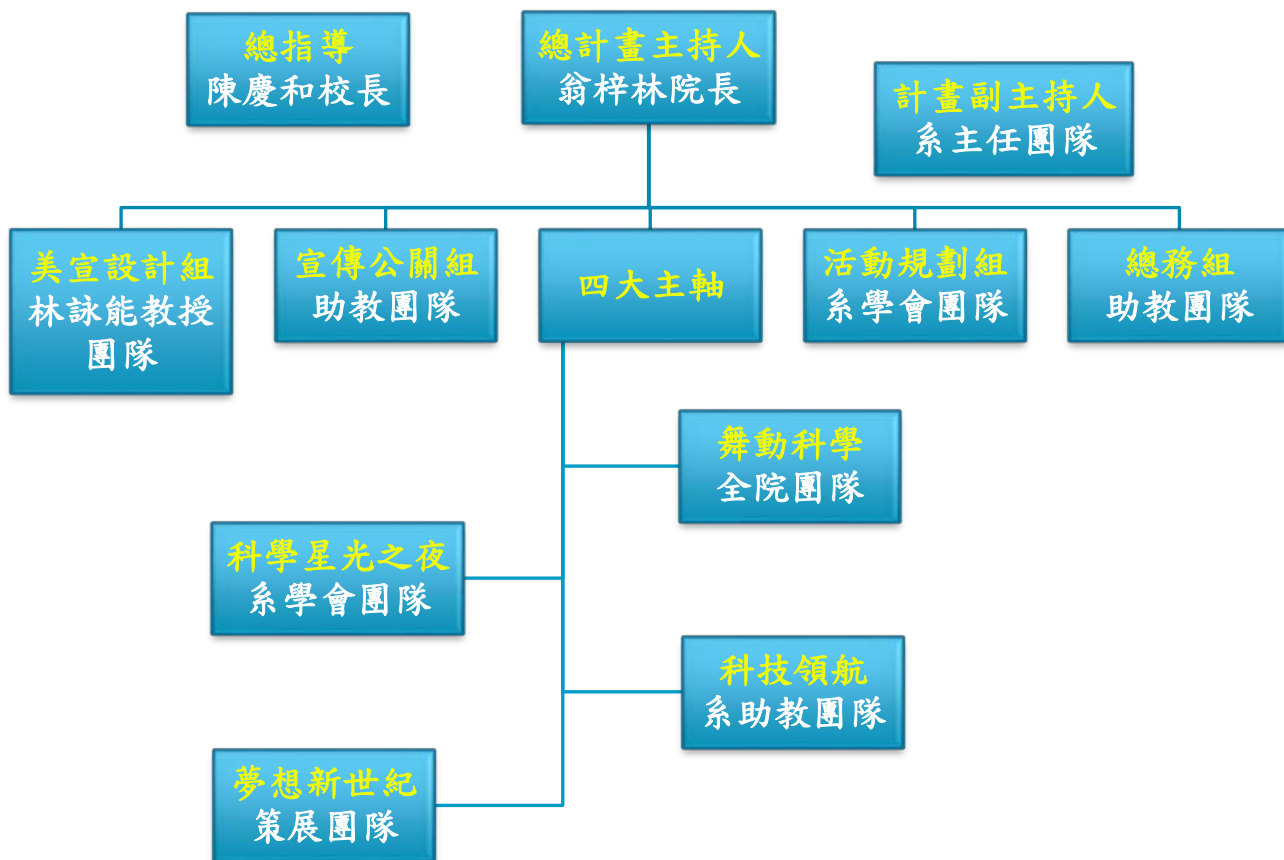 總指導
陳慶和校長
總計畫主持人
翁梓林院長
計畫副主持人
系主任團隊
美宣設計組
林詠能教授
團隊
宣傳公關組
助教團隊
四大主軸
活動規劃組
系學會團隊
總務組
助教團隊
舞動科學
全院團隊
科學星光之夜
系學會團隊
科技領航
系助教團隊
夢想新世紀
策展團隊